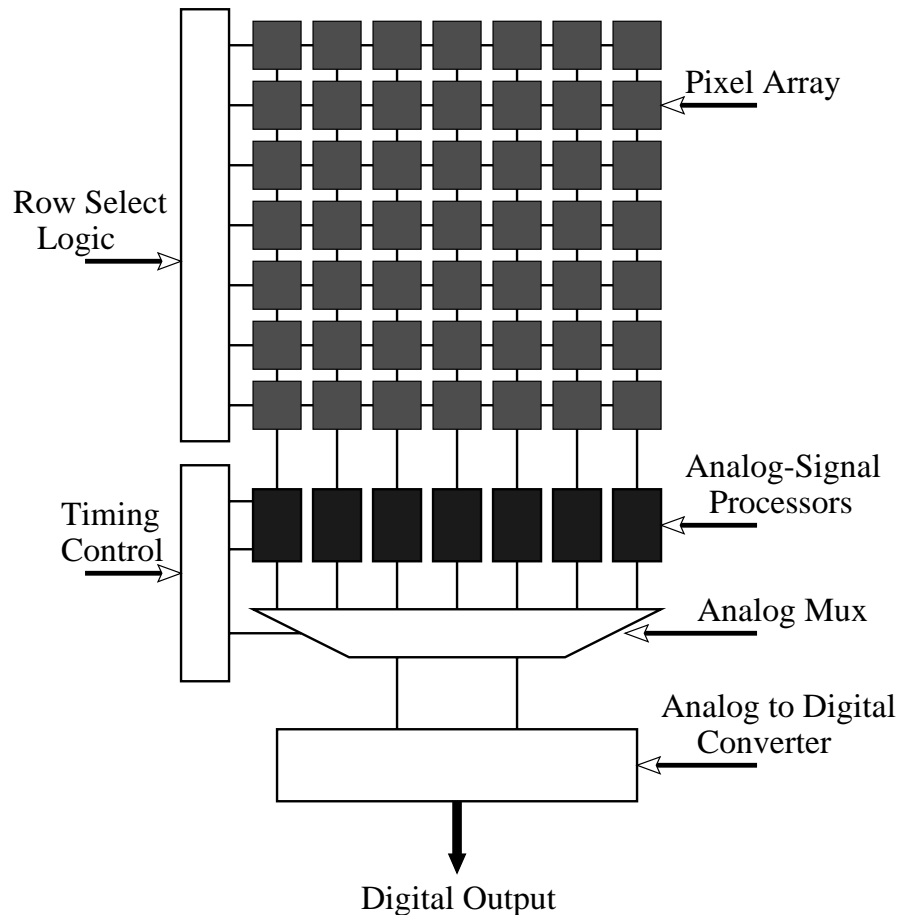 Pixel Array
Row Select
Logic
Analog-Signal
Processors
Timing
Control
Analog Mux
Analog to Digital
Converter
Digital Output